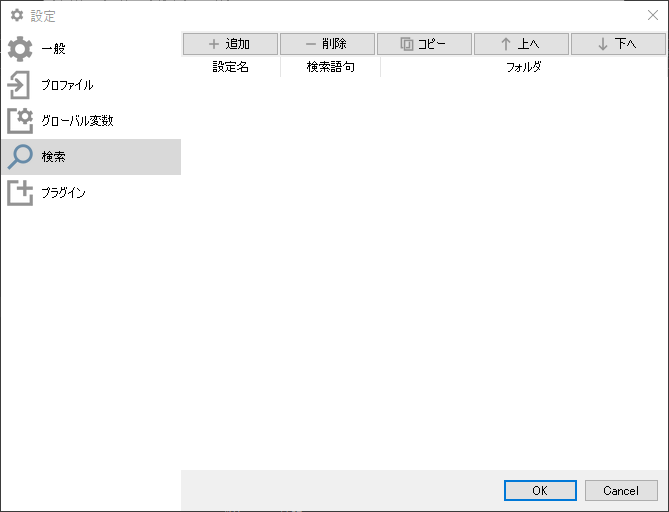 設定
一般
プロファイル
グローバル変数
検索
プラグイン
追加 削除 コピー 上へ 下へ
設定名 検索語句 フォルダ
OK Cancel